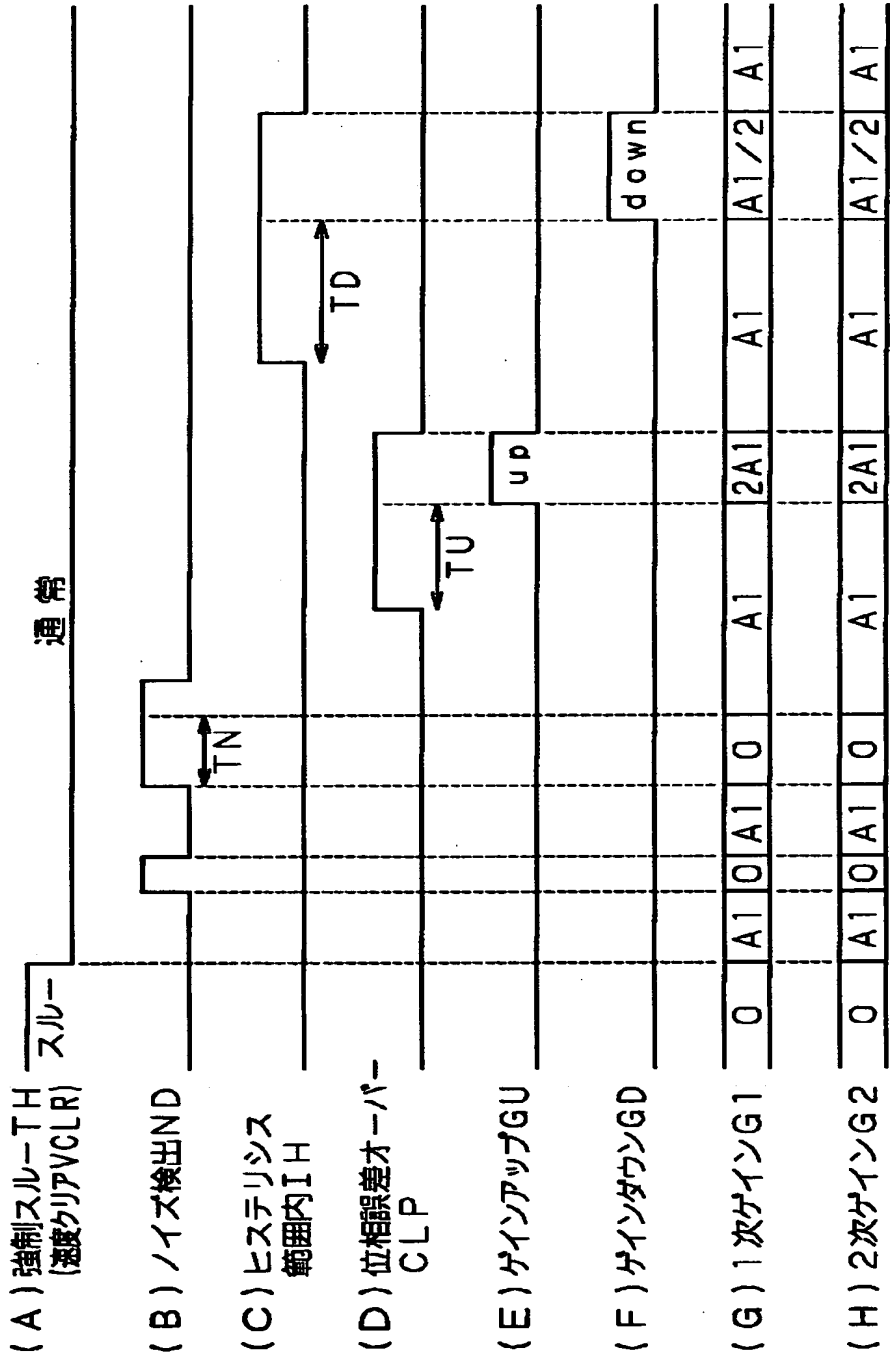 (A)強制スルーTH
(速度クリアVCLR)
スルー
通常
(B)ノイズ検出ND
TN
(C)ヒステリシス
範囲内IH
TD
(D)位相誤差オーバー
CLP
TU
(E)ゲインアップGU
up
(F)ゲインダウンGD
down
(G)1次ゲインG1
0 A1 0 A1 0 A1 2A1 A1 A1/2 A1
(H)2次ゲインG2
0 A1 0 A1 0 A1 2A1 A1 A1/2 A1